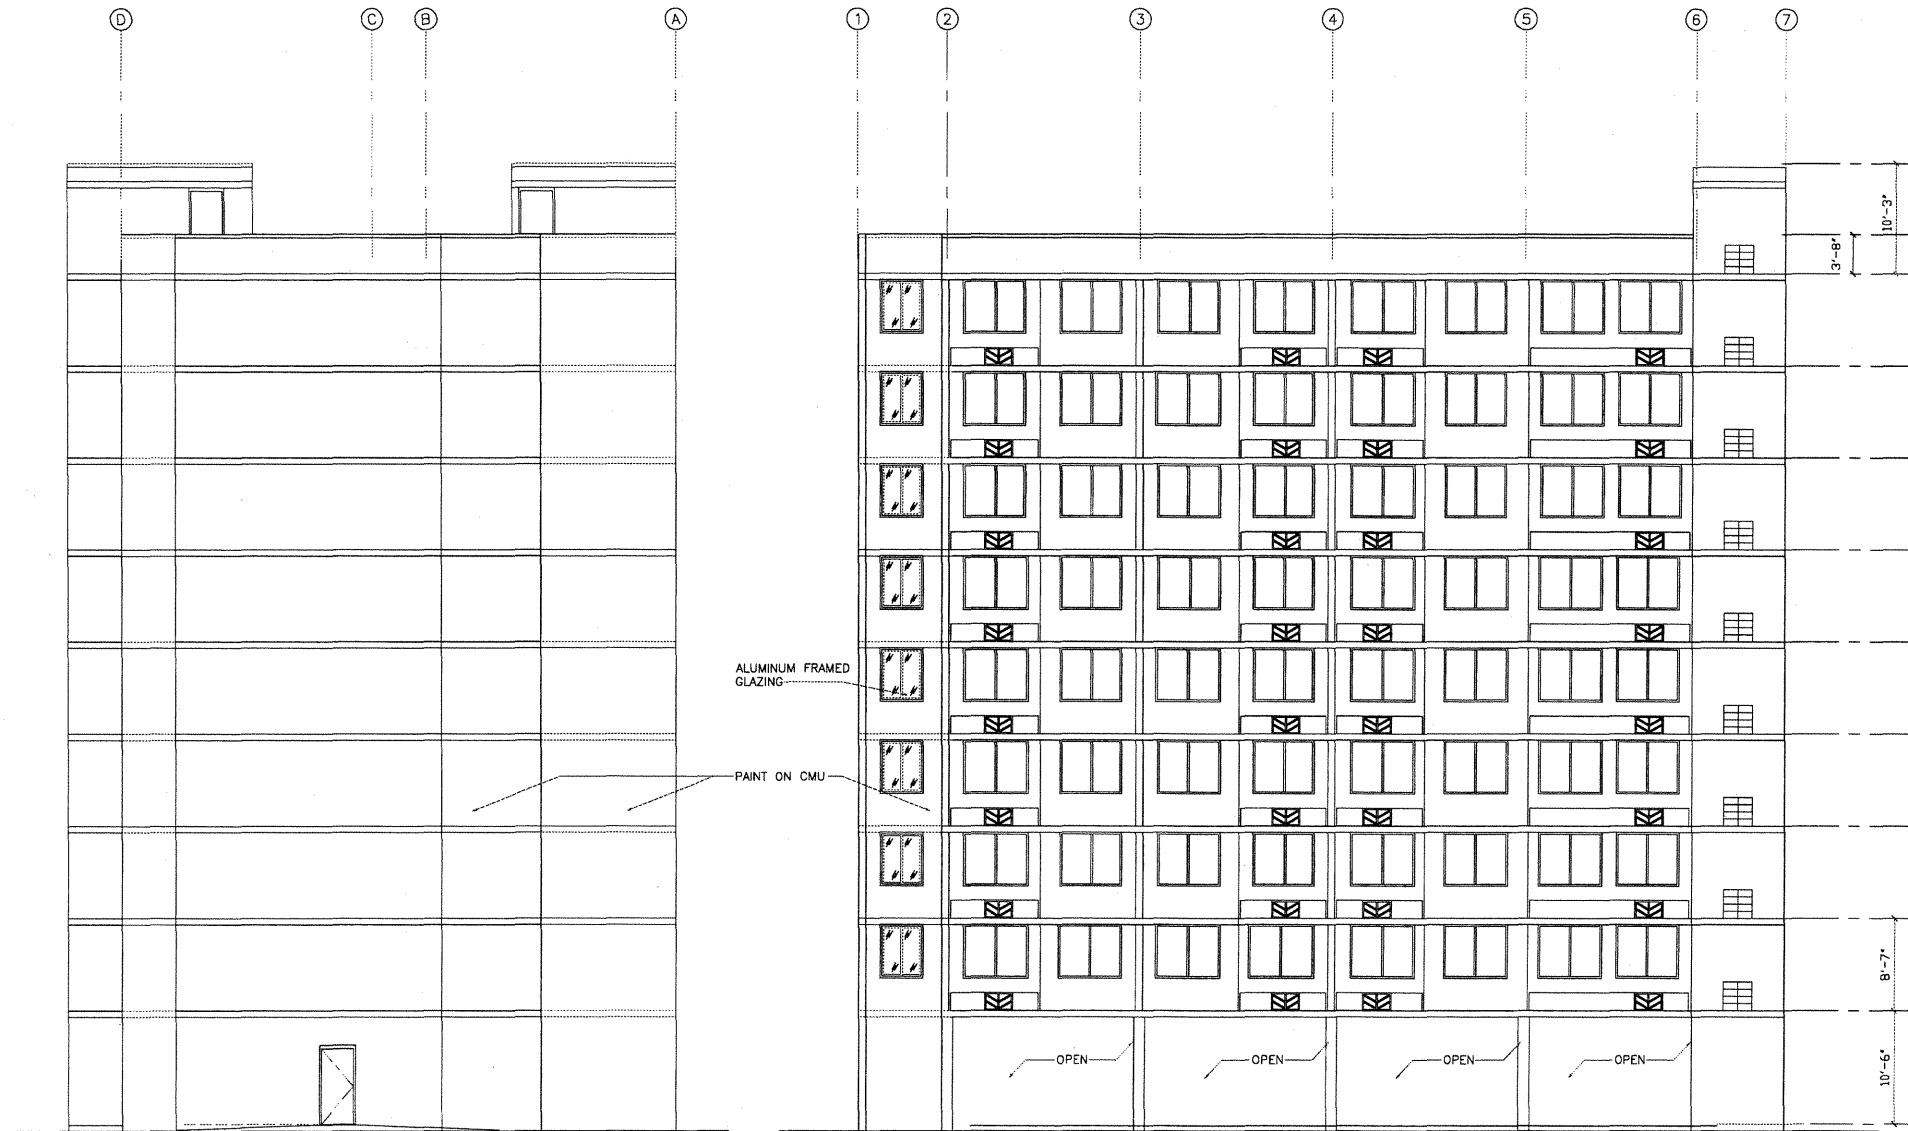 D C B A 1 2 3 4 5 6 7
10'-3"
3'-8"
ALUMINUM FRAMED
GLAZING
PAINT ON CMU
8'-7"
OPEN OPEN OPEN OPEN
10'-6"